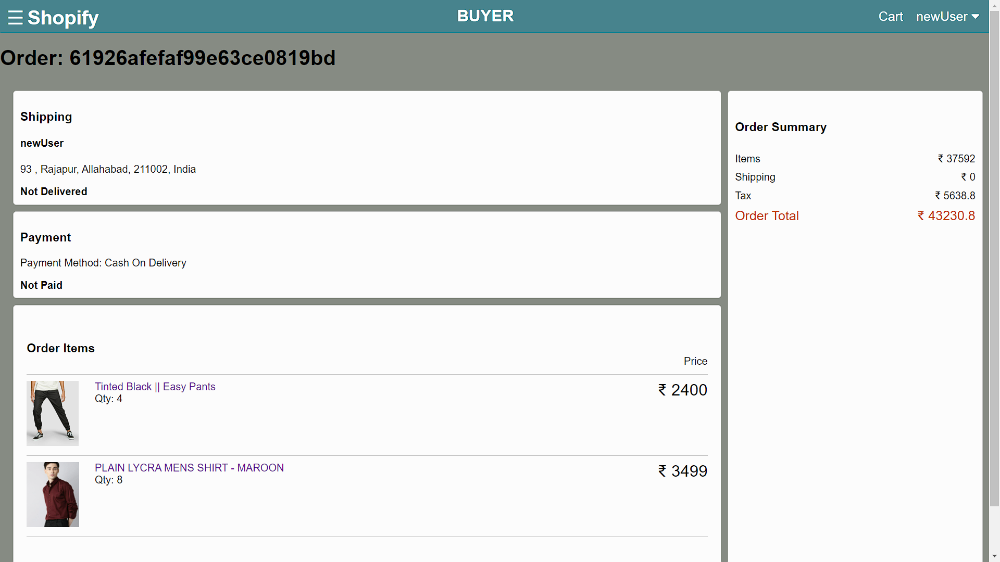 ☰ Shopify
BUYER
Cart newUser
Order: 61926afefaf99e63ce0819bd
Shipping
newUser
93 , Rajapur, Allahabad, 211002, India
Not Delivered
Payment
Payment Method: Cash On Delivery
Not Paid
Order Items
Price
Tinted Black || Easy Pants
Qty: 4
₹ 2400
PLAIN LYCRA MENS SHIRT - MAROON
Qty: 8
₹ 3499
Order Summary
Items ₹ 37592
Shipping ₹ 0
Tax ₹ 5638.8
Order Total ₹ 43230.8